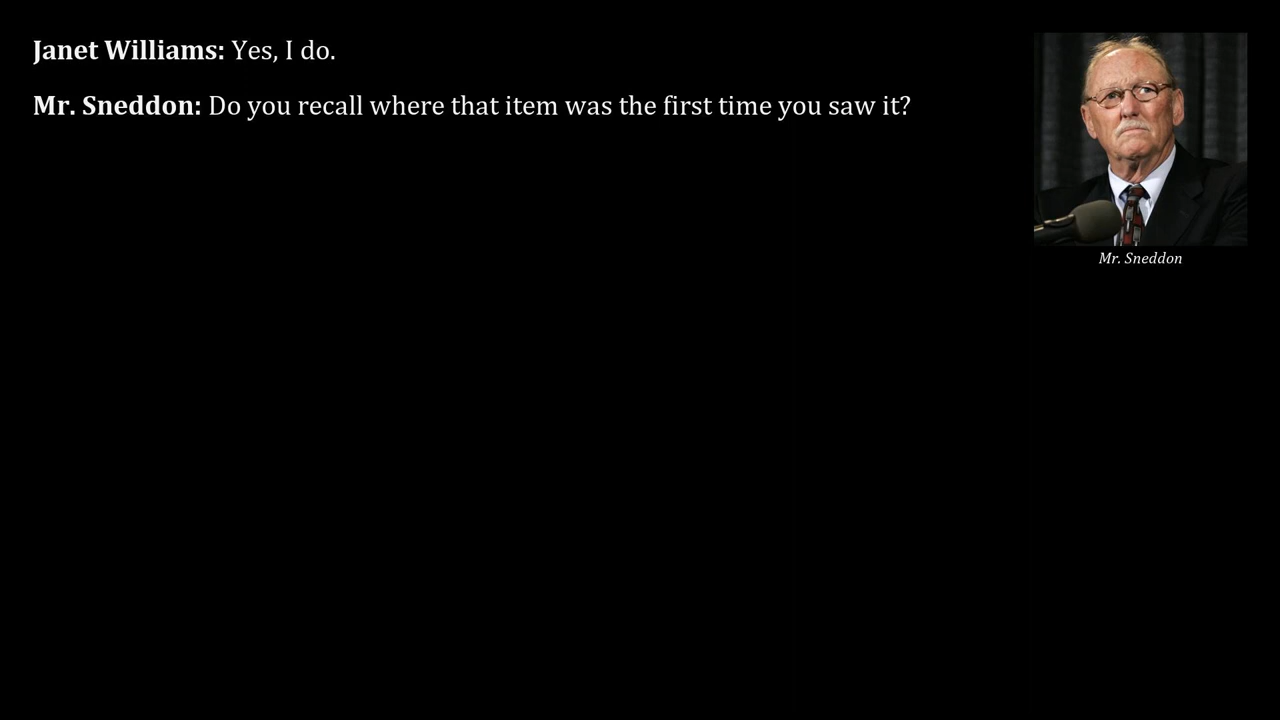 Janet Williams: Yes, I do.
Mr. Sneddon: Do you recall where that item was the first time you saw it?
Mr. Sneddon